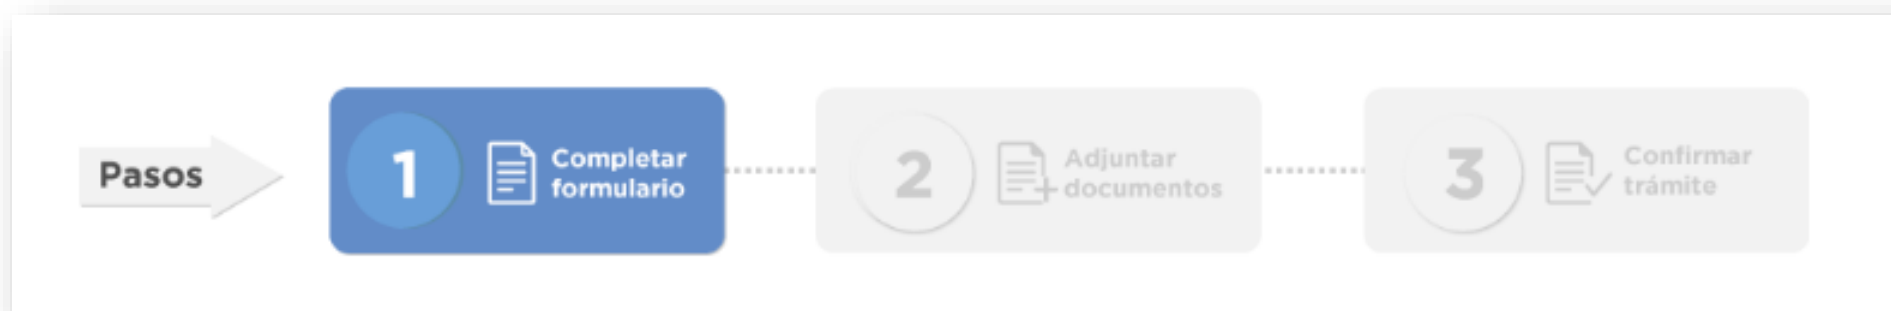 Pasos
1
Completar
formulario
2
Adjuntar
documentos
3
Confirmar
trámite